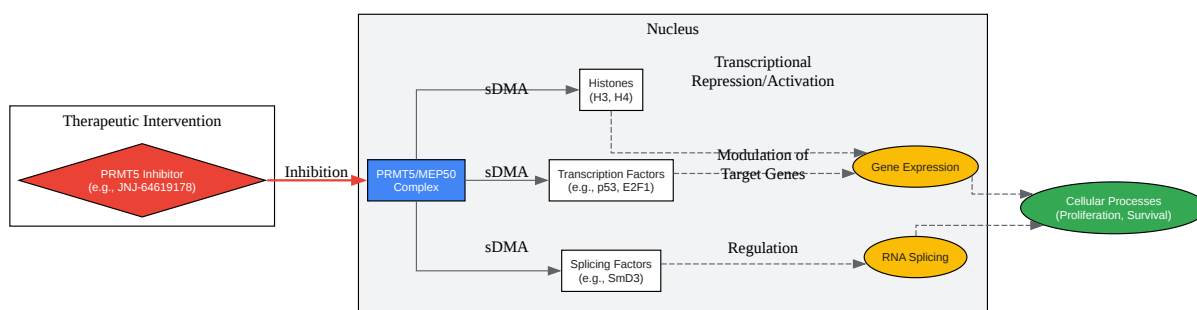 Nucleus
Transcriptional
Repression/Activation
sDMA
Histones
(H3, H4)
Therapeutic Intervention
PRMT5 Inhibitor
(e.g., JNJ-64619178)
Inhibition
PRMT5/MEP50
Complex
sDMA
Transcription Factors
(e.g., p53, E2F1)
Modulation of
Target Genes
Gene Expression
Cellular Processes
(Proliferation, Survival)
sDMA
Splicing Factors
(e.g., SmD3)
Regulation
RNA Splicing